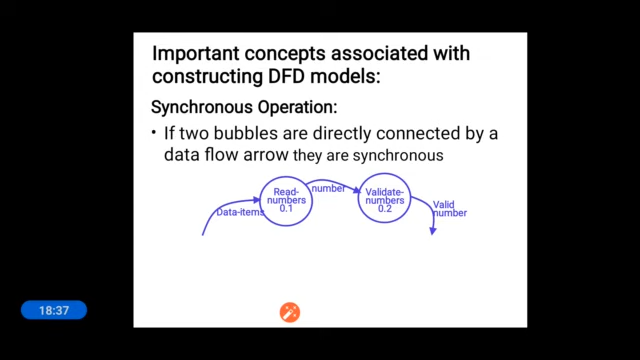 Important concepts associated with
constructing DFD models:
Synchronous Operation:
• If two bubbles are directly connected by a
data flow arrow they are synchronous
Read-
numbers
0.1
number
Validate-
numbers
0.2
Data-items
Valid
number
18:37